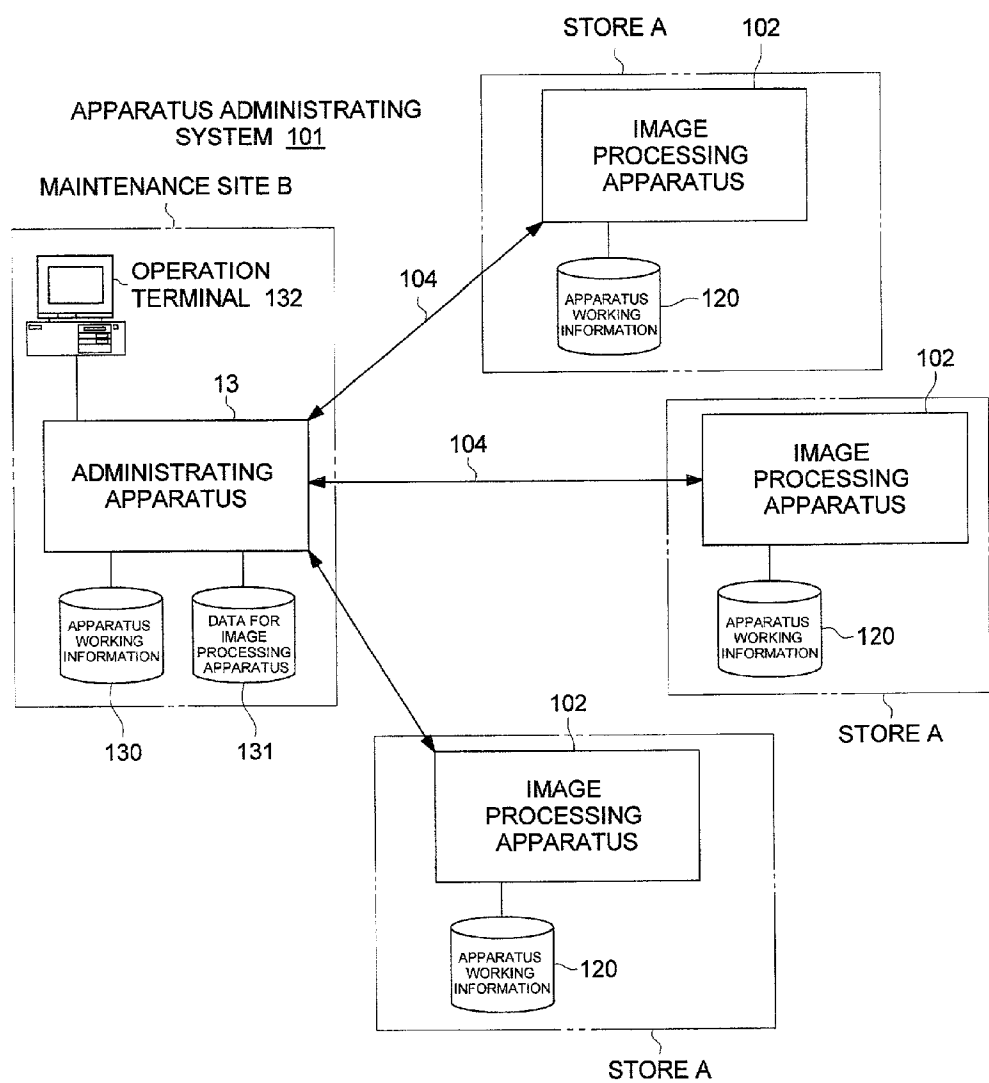 STORE A
102
IMAGE
PROCESSING
APPARATUS
APPARATUS
WORKING
INFORMATION
120
APPARATUS ADMINISTRATING
SYSTEM 101
MAINTENANCE SITE B
OPERATION
TERMINAL 132
104
13
ADMINISTRATING
APPARATUS
APPARATUS
WORKING
INFORMATION
DATA FOR
IMAGE
PROCESSING
APPARATUS
130
131
104
102
IMAGE
PROCESSING
APPARATUS
APPARATUS
WORKING
INFORMATION
120
STORE A
102
IMAGE
PROCESSING
APPARATUS
APPARATUS
WORKING
INFORMATION
120
STORE A